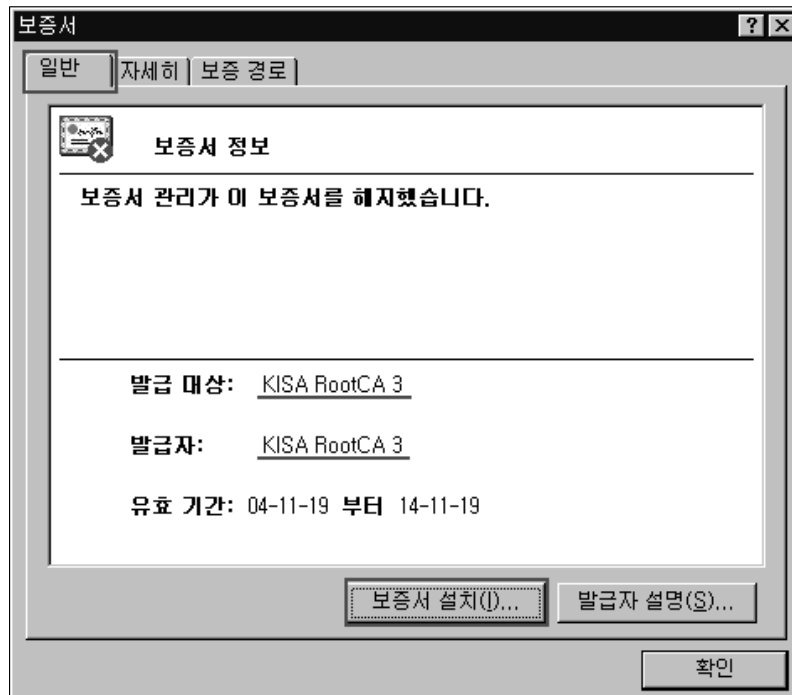 보증서
일반 자세히 보증 경로
보증서 정보
보증서 관리가 이 보증서를 해지했습니다.
발급 대상: KISA RootCA 3
발급자: KISA RootCA 3
유효 기간: 04-11-19 부터 14-11-19
보증서 설치(I)... 발급자 설명(S)...
확인